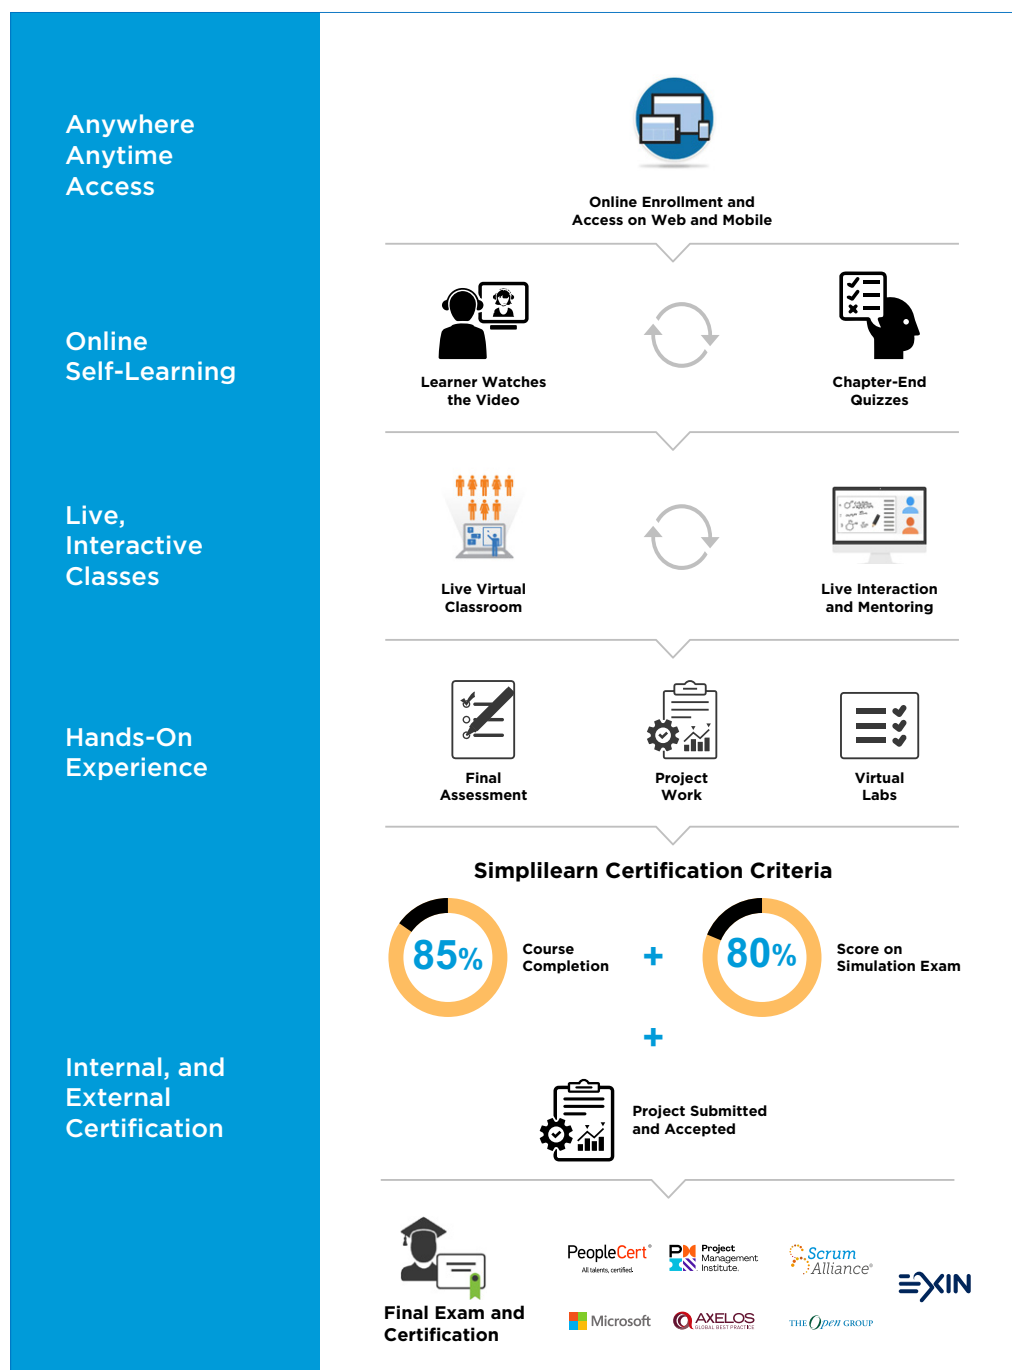 Anywhere
Anytime
Access
Online Enrollment and
Access on Web and Mobile
Online
Self-Learning
Learner Watches
the Video
Chapter-End
Quizzes
Live,
Interactive
Classes
Live Virtual
Classroom
Live Interaction
and Mentoring
Hands-On
Experience
Final
Assessment
Project
Work
Virtual
Labs
Simplilearn Certification Criteria
85%
Course
Completion
+
80%
Score on
Simulation Exam
+
Internal, and
External
Certification
Project Submitted
and Accepted
Final Exam and
Certification
PeopleCert®
All talents, certified.
Project
Management
Institute.
Scrum
Alliance®
EXIN
Microsoft
AXELOS
GLOBAL BEST PRACTICE
THE Open GROUP